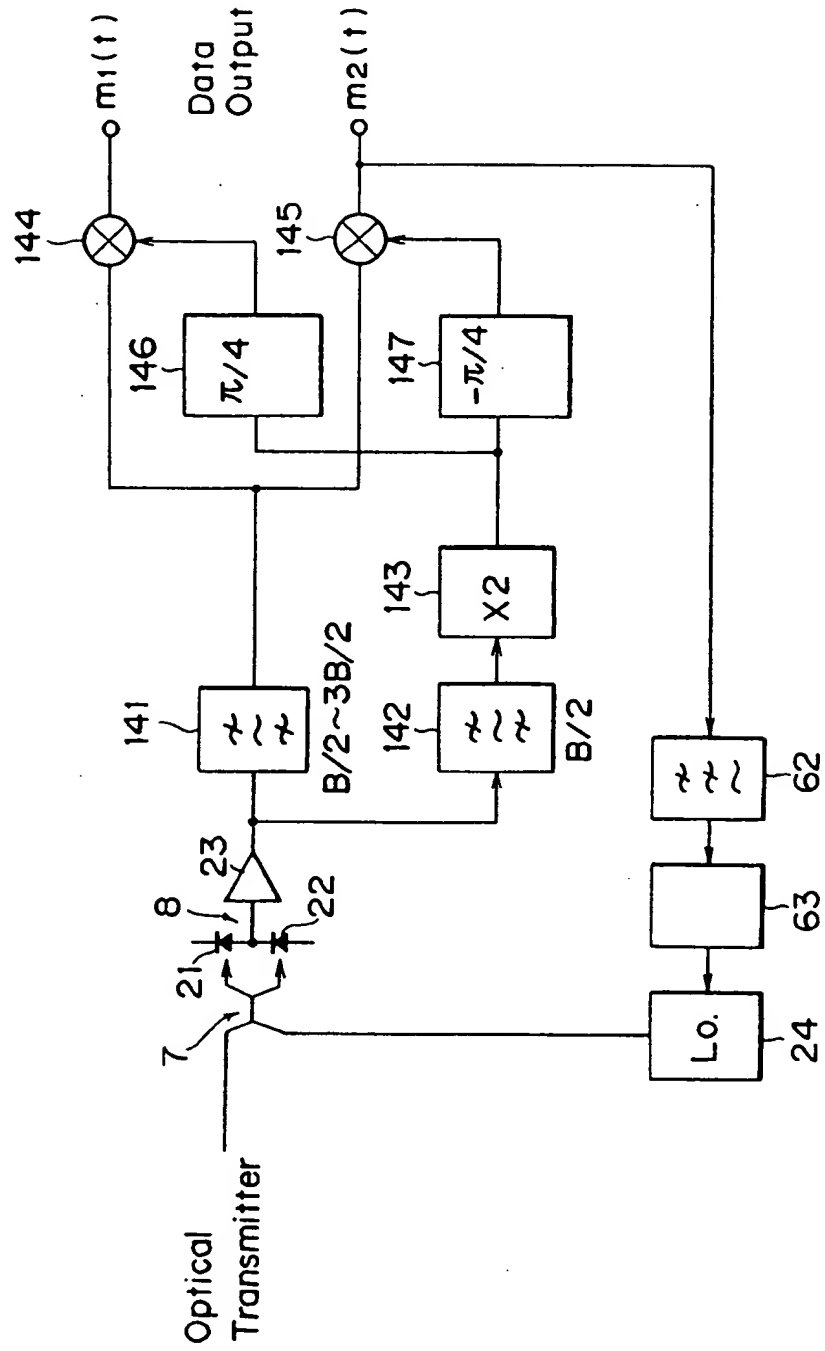 Optical
Transmitter
7
21
8
22
23
141
B/2~3B/2
142
B/2
143
X2
146
π/4
147
-π/4
144
145
m1(t)
Data
Output
m2(t)
62
63
24
LO.